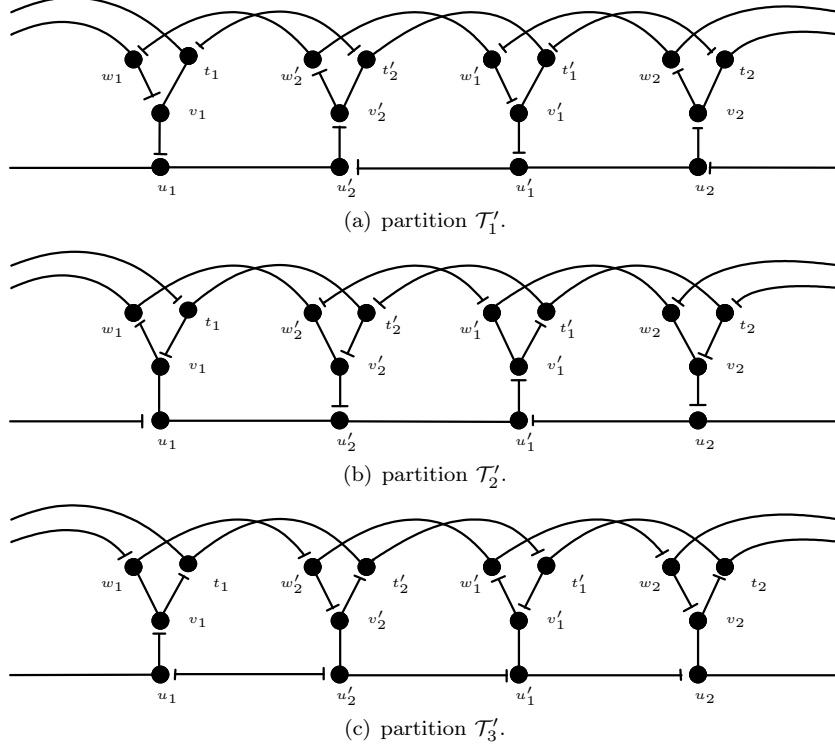 w₁ t₁ w′₂ t′₂ w′₁ t′₁ w₂ t₂
v₁ v′₂ v′₁ v₂
u₁ u′₂ u′₁ u₂
(a) partition 𝒯′₁.
w₁ t₁ w′₂ t′₂ w′₁ t′₁ w₂ t₂
v₁ v′₂ v′₁ v₂
u₁ u′₂ u′₁ u₂
(b) partition 𝒯′₂.
w₁ t₁ w′₂ t′₂ w′₁ t′₁ w₂ t₂
v₁ v′₂ v′₁ v₂
u₁ u′₂ u′₁ u₂
(c) partition 𝒯′₃.